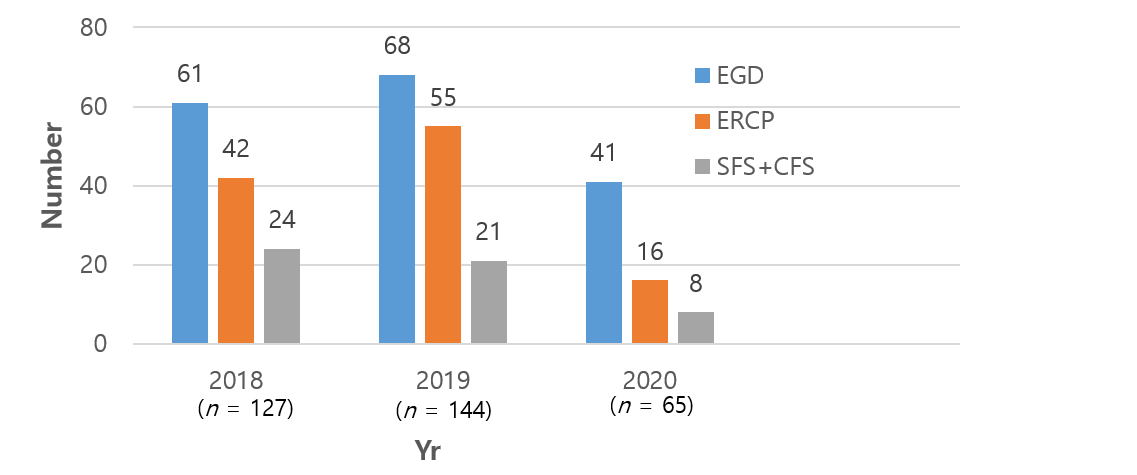 80
68
61
EGD
55
60
ERCP
42
41
SFS+CFS
Number
40
24
21
16
20
8
0
2018
2019
2020
(n = 127)
(n = 144)
(n = 65)
Yr